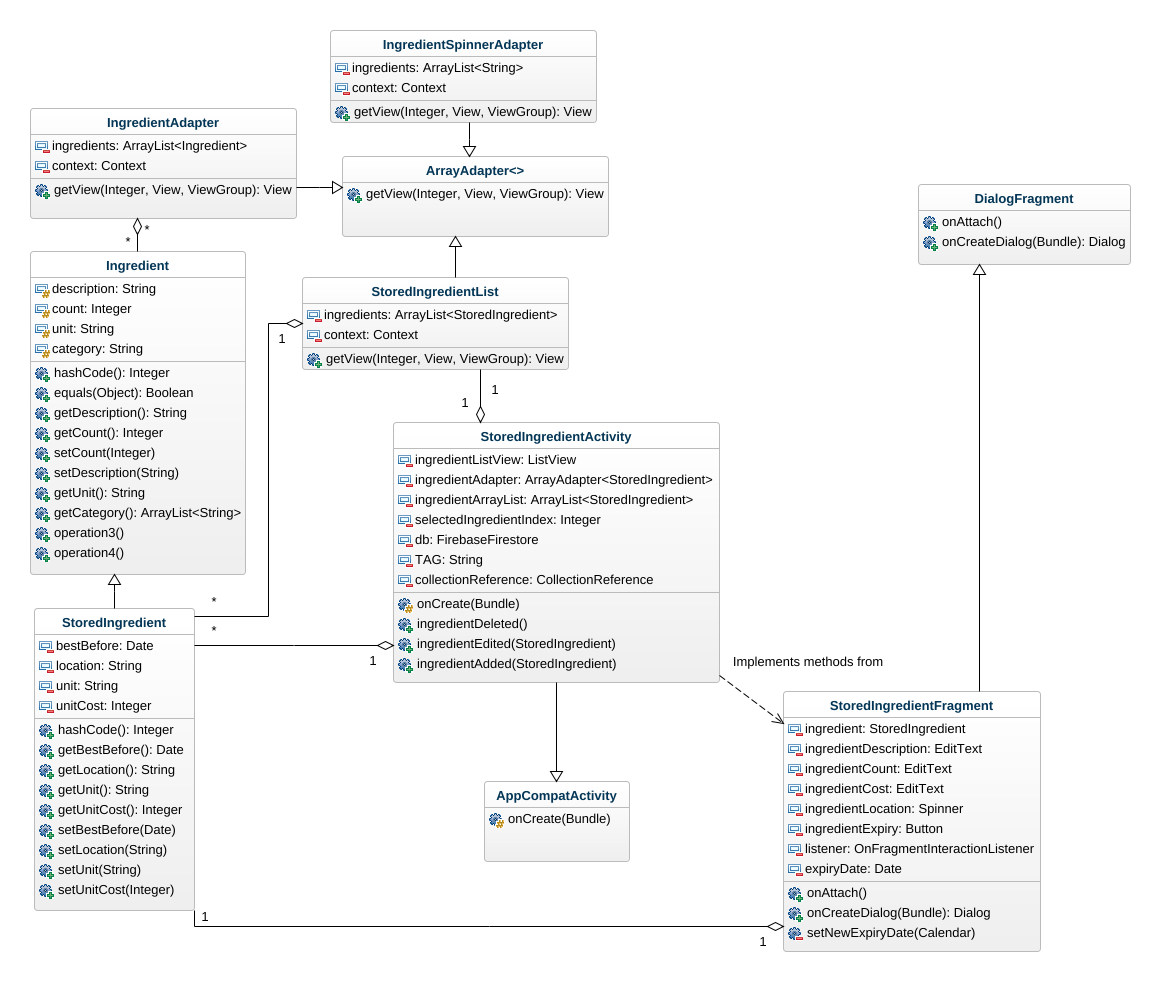 IngredientSpinnerAdapter
ingredients: ArrayList<String>
context: Context
getView(Integer, View, ViewGroup): View
IngredientAdapter
ingredients: ArrayList<Ingredient>
context: Context
getView(Integer, View, ViewGroup): View
ArrayAdapter<>
getView(Integer, View, ViewGroup): View
DialogFragment
onAttach()
onCreateDialog(Bundle): Dialog
*
*
Ingredient
description: String
count: Integer
unit: String
category: String
hashCode(): Integer
equals(Object): Boolean
getDescription(): String
getCount(): Integer
setCount(Integer)
setDescription(String)
getUnit(): String
getCategory(): ArrayList<String>
operation3()
operation4()
StoredIngredientList
ingredients: ArrayList<StoredIngredient>
context: Context
getView(Integer, View, ViewGroup): View
1
1
1
StoredIngredientActivity
ingredientListView: ListView
ingredientAdapter: ArrayAdapter<StoredIngredient>
ingredientArrayList: ArrayList<StoredIngredient>
selectedIngredientIndex: Integer
db: FirebaseFirestore
TAG: String
collectionReference: CollectionReference
onCreate(Bundle)
ingredientDeleted()
ingredientEdited(StoredIngredient)
ingredientAdded(StoredIngredient)
*
*
1
Implements methods from
StoredIngredient
bestBefore: Date
location: String
unit: String
unitCost: Integer
hashCode(): Integer
getBestBefore(): Date
getLocation(): String
getUnit(): String
getUnitCost(): Integer
setBestBefore(Date)
setLocation(String)
setUnit(String)
setUnitCost(Integer)
AppCompatActivity
onCreate(Bundle)
StoredIngredientFragment
ingredient: StoredIngredient
ingredientDescription: EditText
ingredientCount: EditText
ingredientCost: EditText
ingredientLocation: Spinner
ingredientExpiry: Button
listener: OnFragmentInteractionListener
expiryDate: Date
onAttach()
onCreateDialog(Bundle): Dialog
setNewExpiryDate(Calendar)
1
1